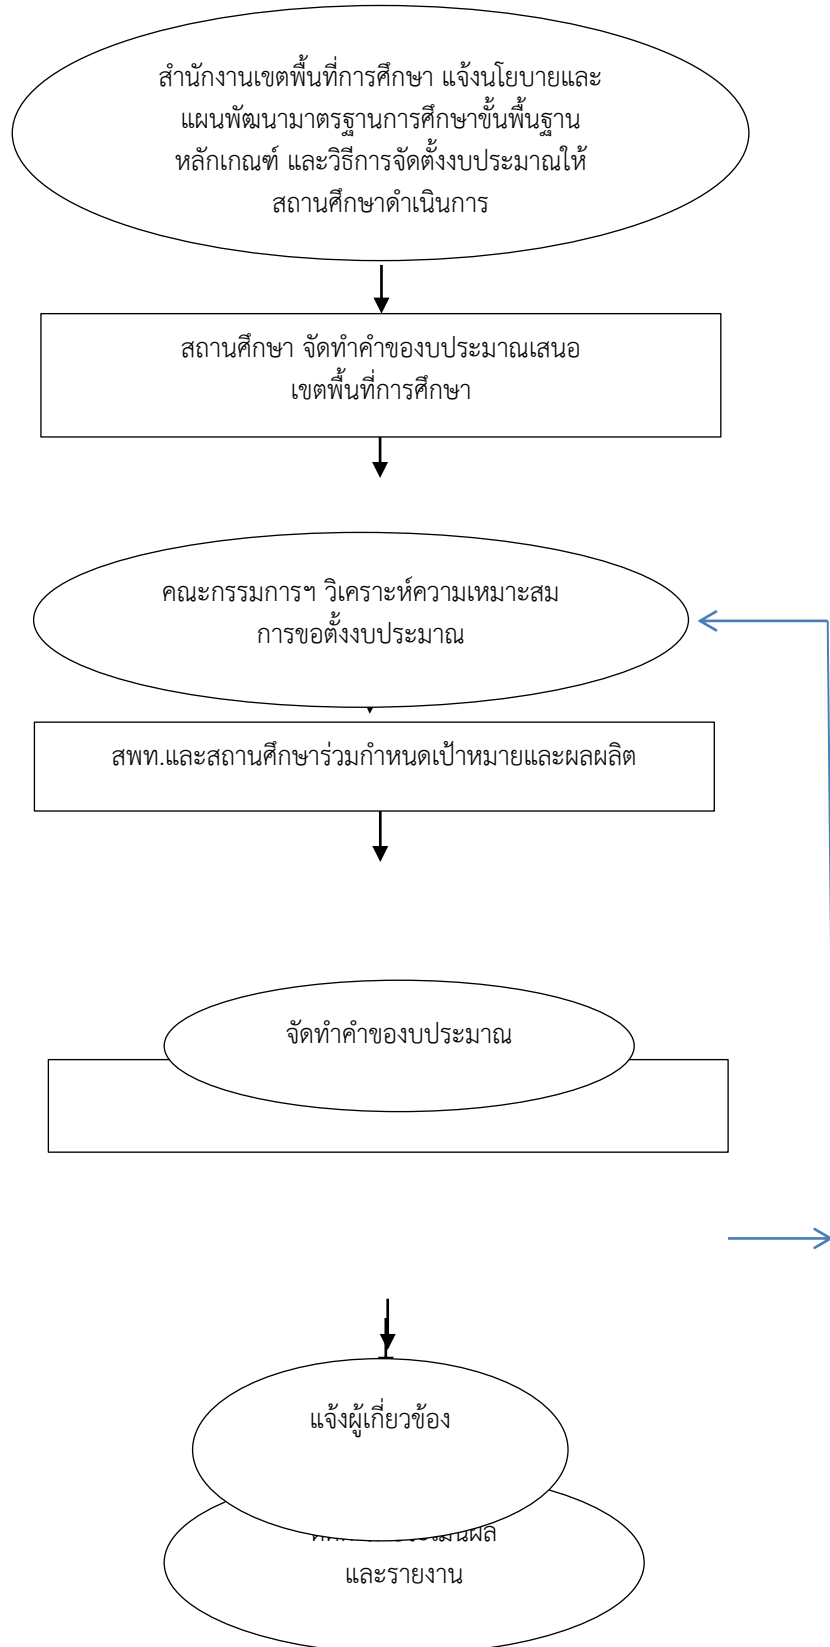 สำนักงานเขตพื้นที่การศึกษา แจ้งนโยบายและ
แผนพัฒนามาตรฐานการศึกษาขั้นพื้นฐาน
หลักเกณฑ์ และวิธีการจัดตั้งงบประมาณให้
สถานศึกษาดำเนินการ
สถานศึกษา จัดทำคำของบประมาณเสนอ
เขตพื้นที่การศึกษา
คณะกรรมการฯ วิเคราะห์ความเหมาะสม
การขอตั้งงบประมาณ
สพท.และสถานศึกษาร่วมกำหนดเป้าหมายและผลผลิต
จัดทำคำของบประมาณ
แจ้งผู้เกี่ยวข้อง
และรายงาน